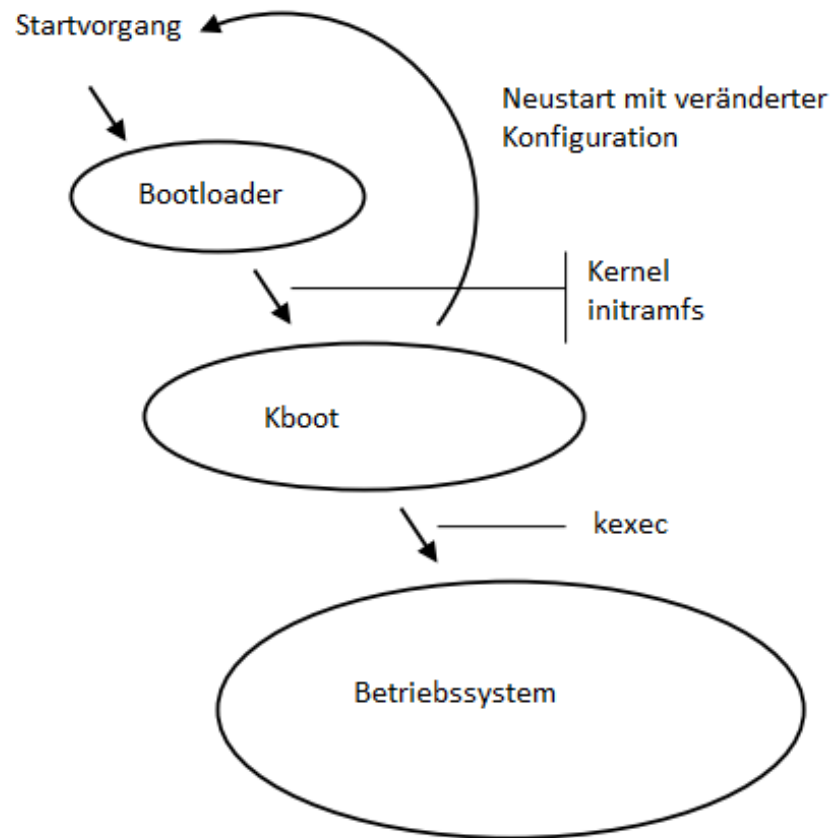 Startvorgang
Neustart mit veränderter
Konfiguration
Bootloader
Kernel
initramfs
Kboot
kexec
Betriebssystem